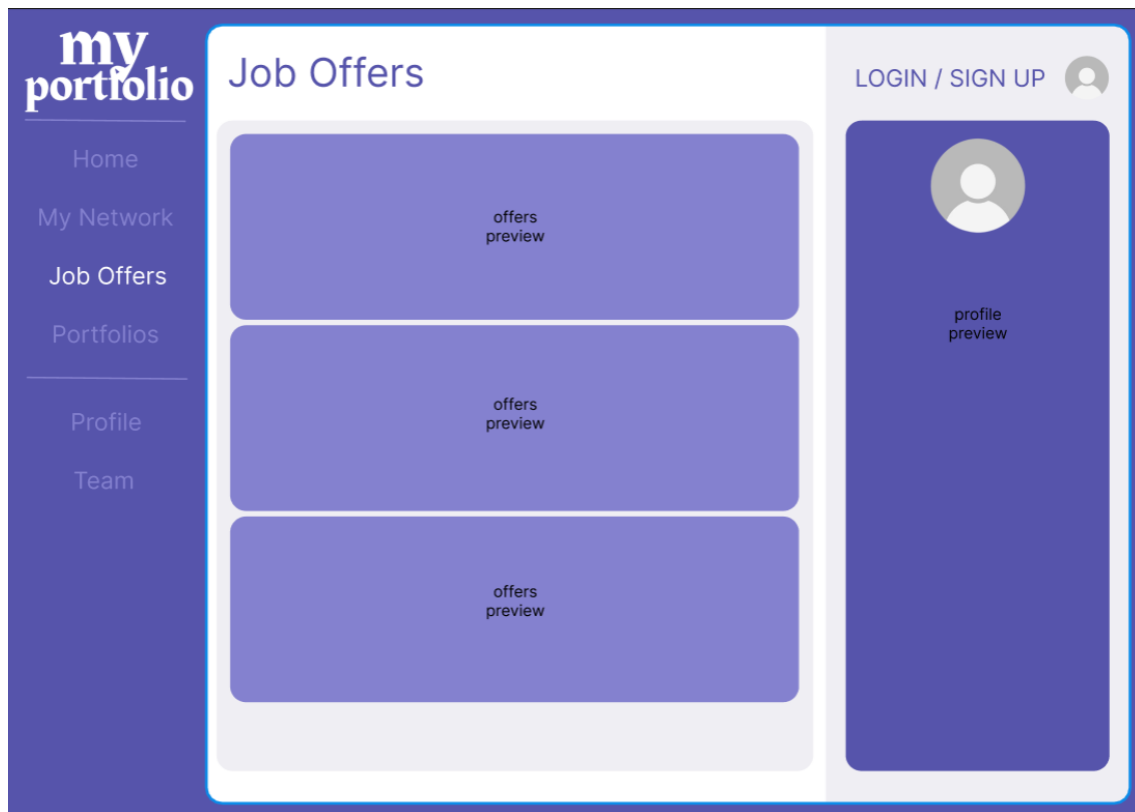 my
portfolio
Home
My Network
Job Offers
Portfolios
Profile
Team
Job Offers
offers
preview
offers
preview
offers
preview
LOGIN / SIGN UP
profile
preview